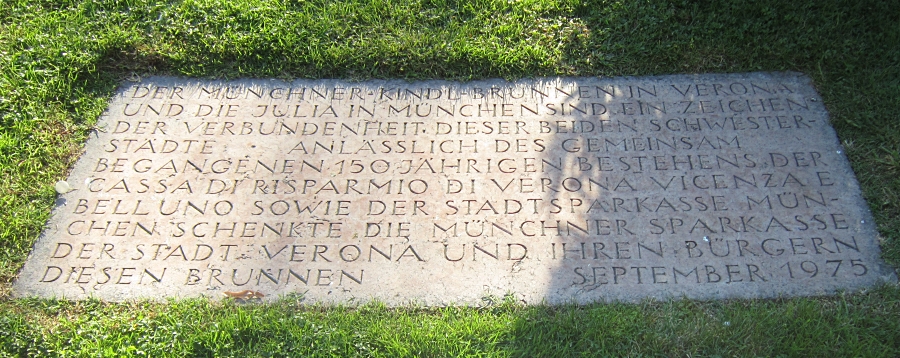 DER MÜNCHNER-KINDL-BRUNNEN IN VERONA
UND DIE JULIA IN MÜNCHEN SIND EIN ZEICHEN
DER VERBUNDENHEIT DIESER BEIDEN SCHWESTER-
STÄDTE · ANLÄSSLICH DES GEMEINSAM
BEGANGENEN 150 JÄHRIGEN BESTEHENS DER
CASSA DI RISPARMIO DI VERONA VICENZA E
BELLUNO SOWIE DER STADTSPARKASSE MÜN-
CHEN SCHENKTE DIE MÜNCHNER SPARKASSE
DER STADT VERONA UND IHREN BÜRGERN
DIESEN BRUNNEN SEPTEMBER 1975